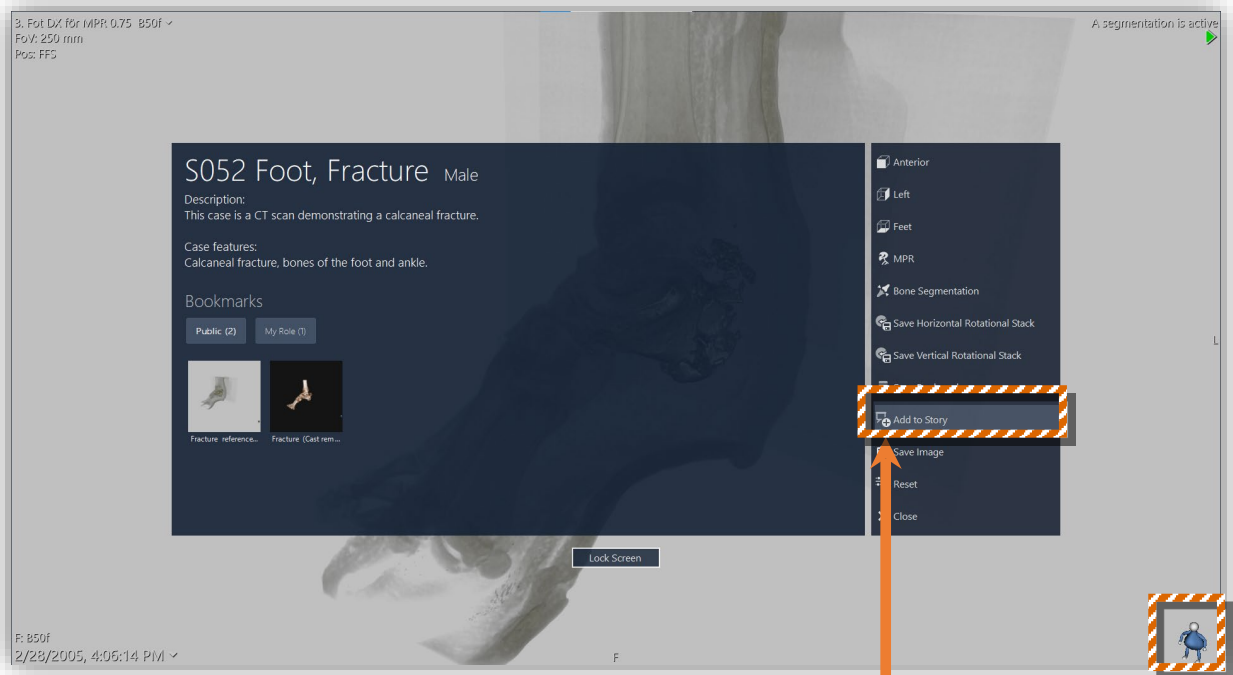 3. Fot DX för MPR 0.75 B50f
FoV: 250 mm
Pos: FFS
A segmentation is active
S052 Foot, Fracture Male
Description:
This case is a CT scan demonstrating a calcaneal fracture.
Case features:
Calcaneal fracture, bones of the foot and ankle.
Bookmarks
Public (2)
My Role (1)
Fracture reference...
Fracture (Cast rem...
Anterior
Left
Feet
MPR
Bone Segmentation
Save Horizontal Rotational Stack
Save Vertical Rotational Stack
Add to Story
Save Image
Reset
Close
L
Lock Screen
F: B50f
2/28/2005, 4:06:14 PM
F